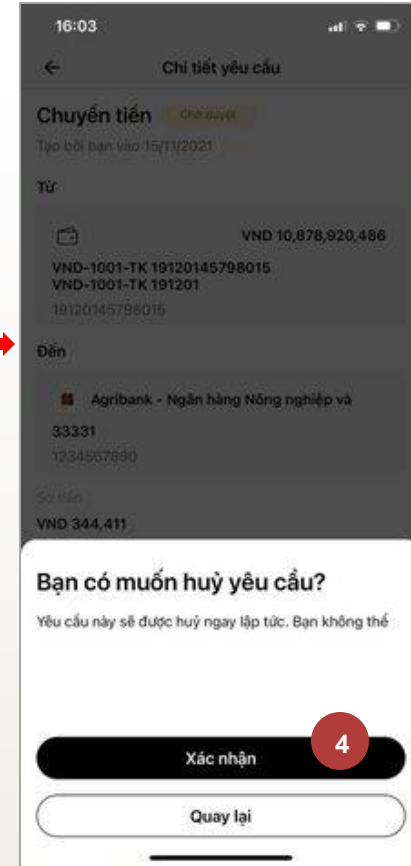 16:03
Chi tiết yêu cầu
Chuyển tiền Chờ duyệt
Tạo bởi bạn vào 15/11/2021
Từ
VND 10,878,920,486
VND-1001-TK 19120145798015
VND-1001-TK 191201
19120145798015
Đến
Agribank - Ngân hàng Nông nghiệp và
33331
1234567890
Số tiền
VND 344,411
Bạn có muốn huỷ yêu cầu?
Yêu cầu này sẽ được huỷ ngay lập tức. Bạn không thể
Xác nhận
4
Quay lại